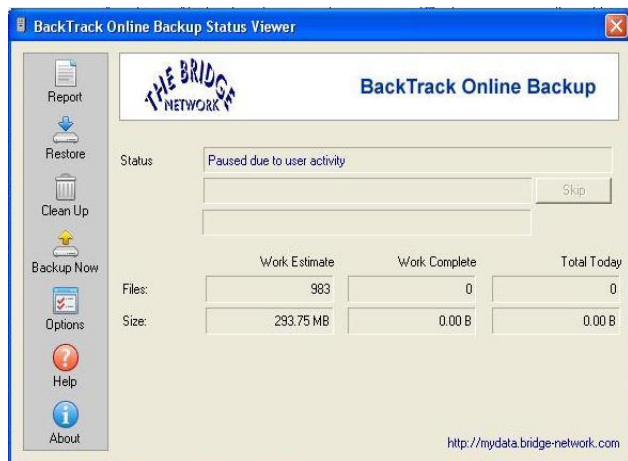 BackTrack Online Backup Status Viewer
Report
Restore
Clean Up
Backup Now
Options
Help
About
THE BRIDGE
NETWORK
BackTrack Online Backup
Status
Paused due to user activity
Skip
Work Estimate
Work Complete
Total Today
Files:
983
0
0
Size:
293.75 MB
0.00 B
0.00 B
http://mydata.bridge-network.com